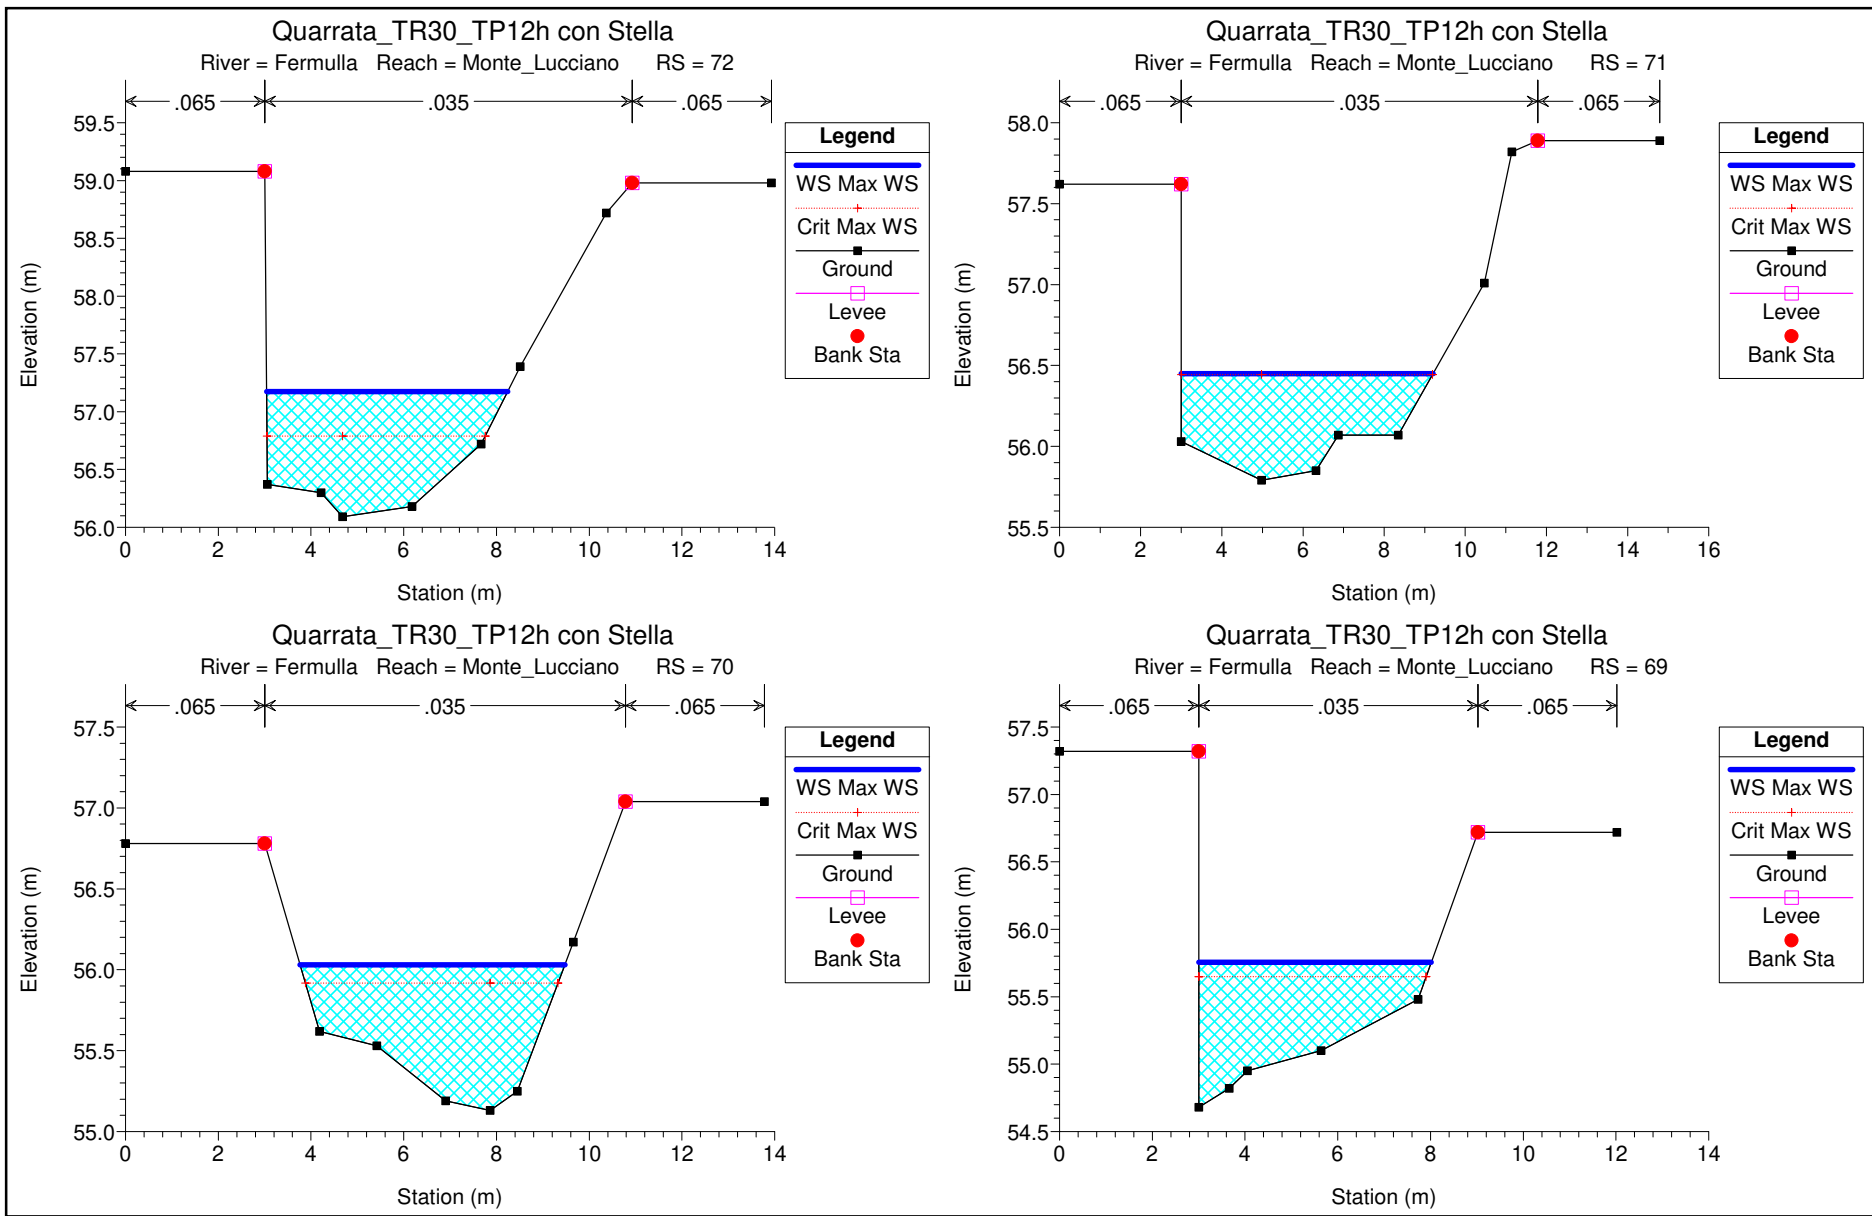 Quarrata_TR30_TP12h con Stella
River = Fermulla Reach = Monte_Lucciano RS = 72
.065 .035 .065
59.5
59.0
58.5
58.0
57.5
57.0
56.5
56.0
Elevation (m)
0 2 4 6 8 10 12 14
Station (m)
Legend
WS Max WS
Crit Max WS
Ground
Levee
Bank Sta
Quarrata_TR30_TP12h con Stella
River = Fermulla Reach = Monte_Lucciano RS = 71
.065 .035 .065
58.0
57.5
57.0
56.5
56.0
55.5
Elevation (m)
0 2 4 6 8 10 12 14 16
Station (m)
Legend
WS Max WS
Crit Max WS
Ground
Levee
Bank Sta
Quarrata_TR30_TP12h con Stella
River = Fermulla Reach = Monte_Lucciano RS = 70
.065 .035 .065
57.5
57.0
56.5
56.0
55.5
55.0
Elevation (m)
0 2 4 6 8 10 12 14
Station (m)
Legend
WS Max WS
Crit Max WS
Ground
Levee
Bank Sta
Quarrata_TR30_TP12h con Stella
River = Fermulla Reach = Monte_Lucciano RS = 69
.065 .035 .065
57.5
57.0
56.5
56.0
55.5
55.0
54.5
Elevation (m)
0 2 4 6 8 10 12 14
Station (m)
Legend
WS Max WS
Crit Max WS
Ground
Levee
Bank Sta